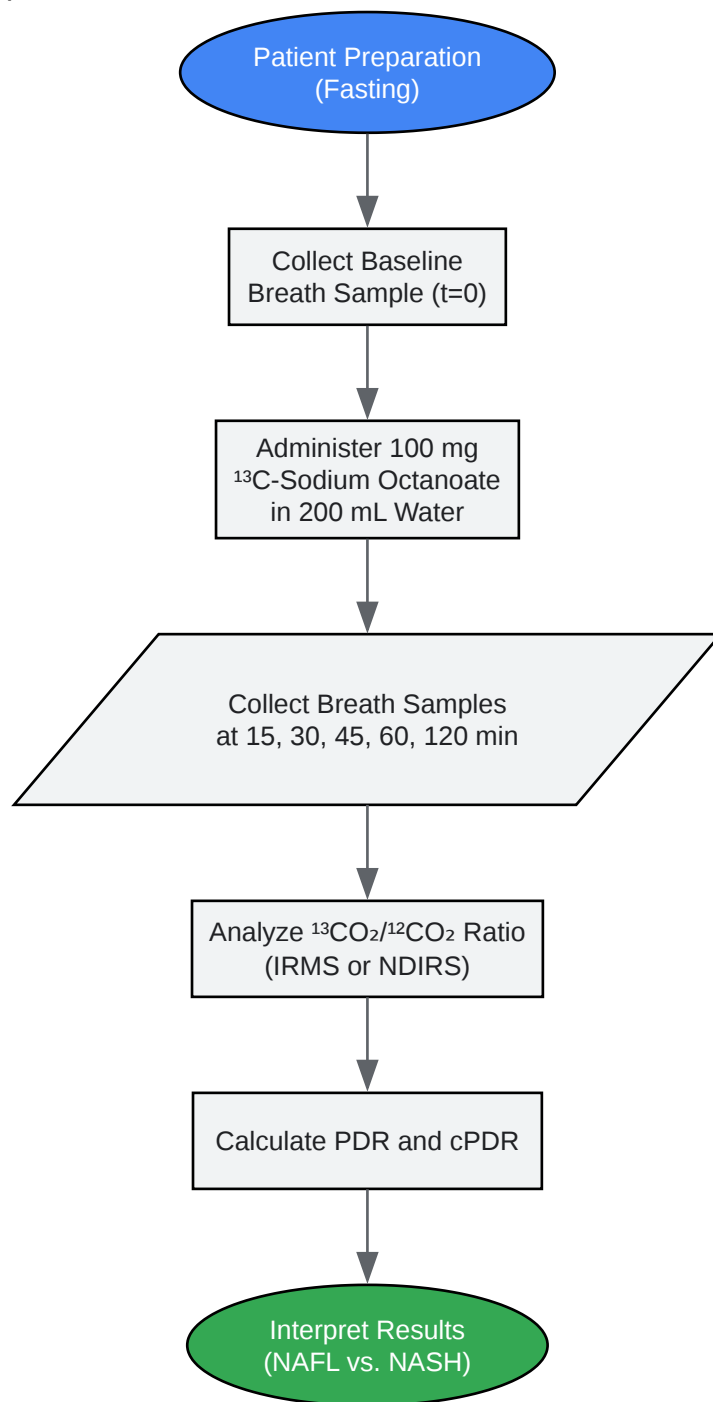 Patient Preparation
(Fasting)
Collect Baseline
Breath Sample (t=0)
Administer 100 mg
¹³C-Sodium Octanoate
in 200 mL Water
Collect Breath Samples
at 15, 30, 45, 60, 120 min
Analyze ¹³CO₂/¹²CO₂ Ratio
(IRMS or NDIRS)
Calculate PDR and cPDR
Interpret Results
(NAFL vs. NASH)